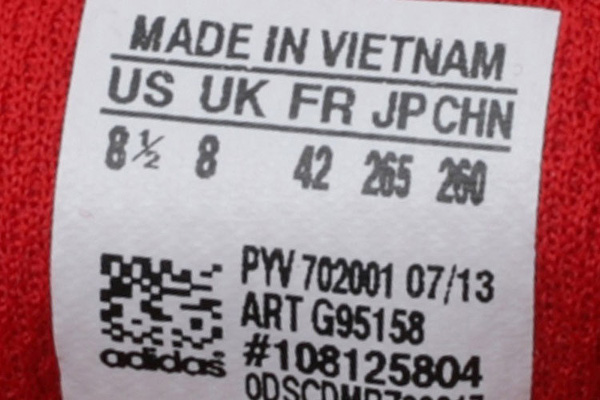 MADE IN VIETNAM
US UK FR JP CHN
8½ 8 42 265 260
PYV 702001 07/13
ART G95158
adidas #108125804